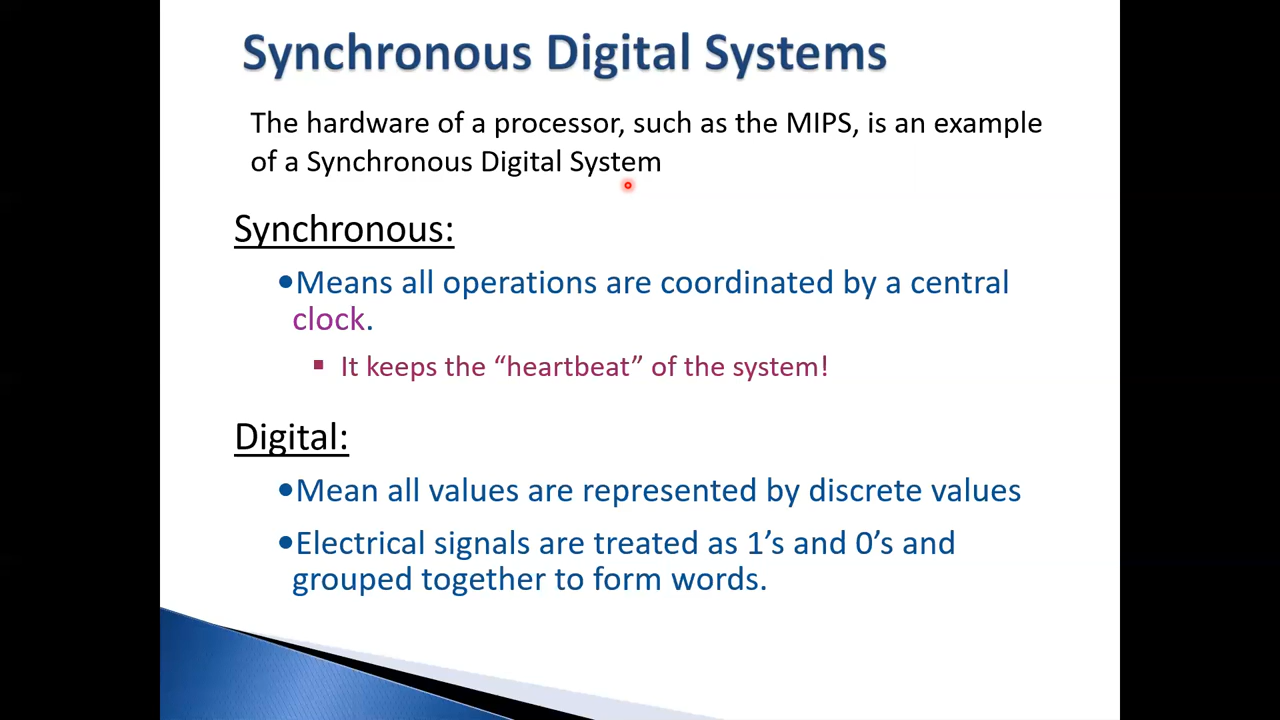 Synchronous Digital Systems
The hardware of a processor, such as the MIPS, is an example
of a Synchronous Digital System
Synchronous:
•Means all operations are coordinated by a central
clock.
▪ It keeps the “heartbeat” of the system!
Digital:
•Mean all values are represented by discrete values
•Electrical signals are treated as 1’s and 0’s and
grouped together to form words.